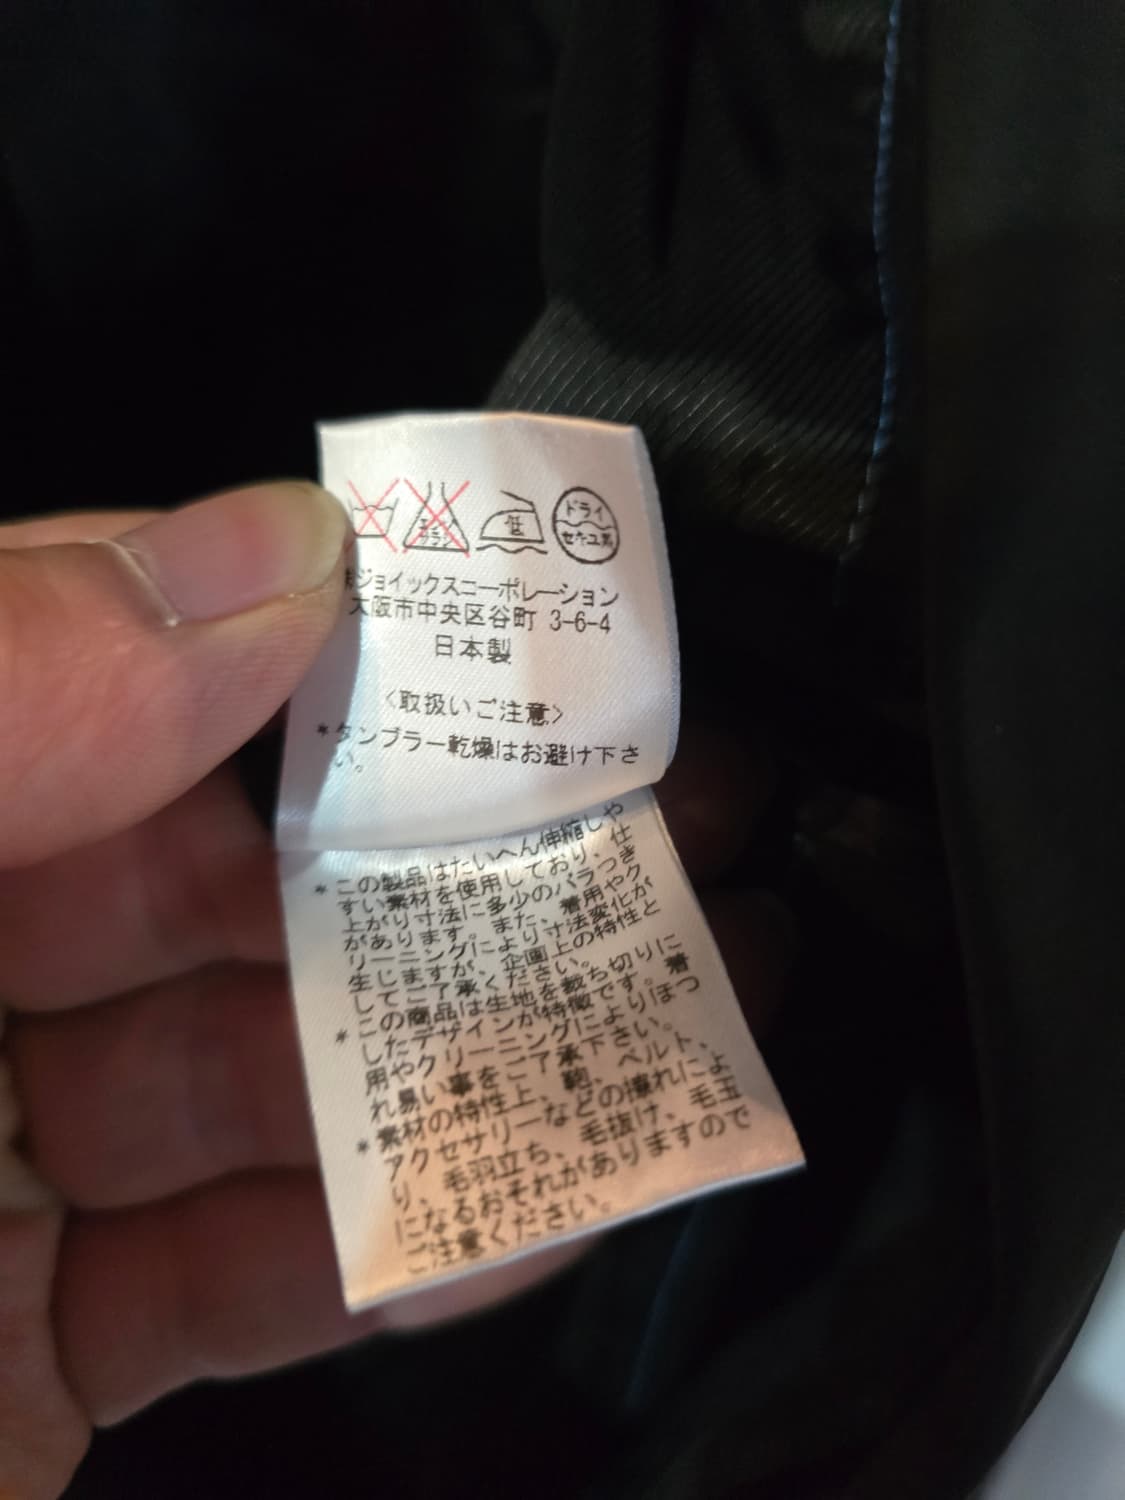 エンソ
サラシ
低
ドライ
セキユ系
㈱ジョイックスコーポレーション
大阪市中央区谷町 3-6-4
日本製
<取扱いご注意>
*タンブラー乾燥はお避け下さ
い。
*この製品はたいへん伸縮しや
すい素材を使用しており、仕
上がり寸法に多少のバラつき
があります。また、着用やク
リーニングにより寸法変化が
生じますが、企画上の特性と
してご了承ください。
*この商品は生地を裁ち切りに
したデザインが特徴です。着
用やクリーニングによりほつ
れ易い事をご了承下さい。
*素材の特性上、鞄、ベルト、
アクセサリーなどの擦れによ
り、毛羽立ち、毛抜け、毛玉
になるおそれがありますので
ご注意ください。